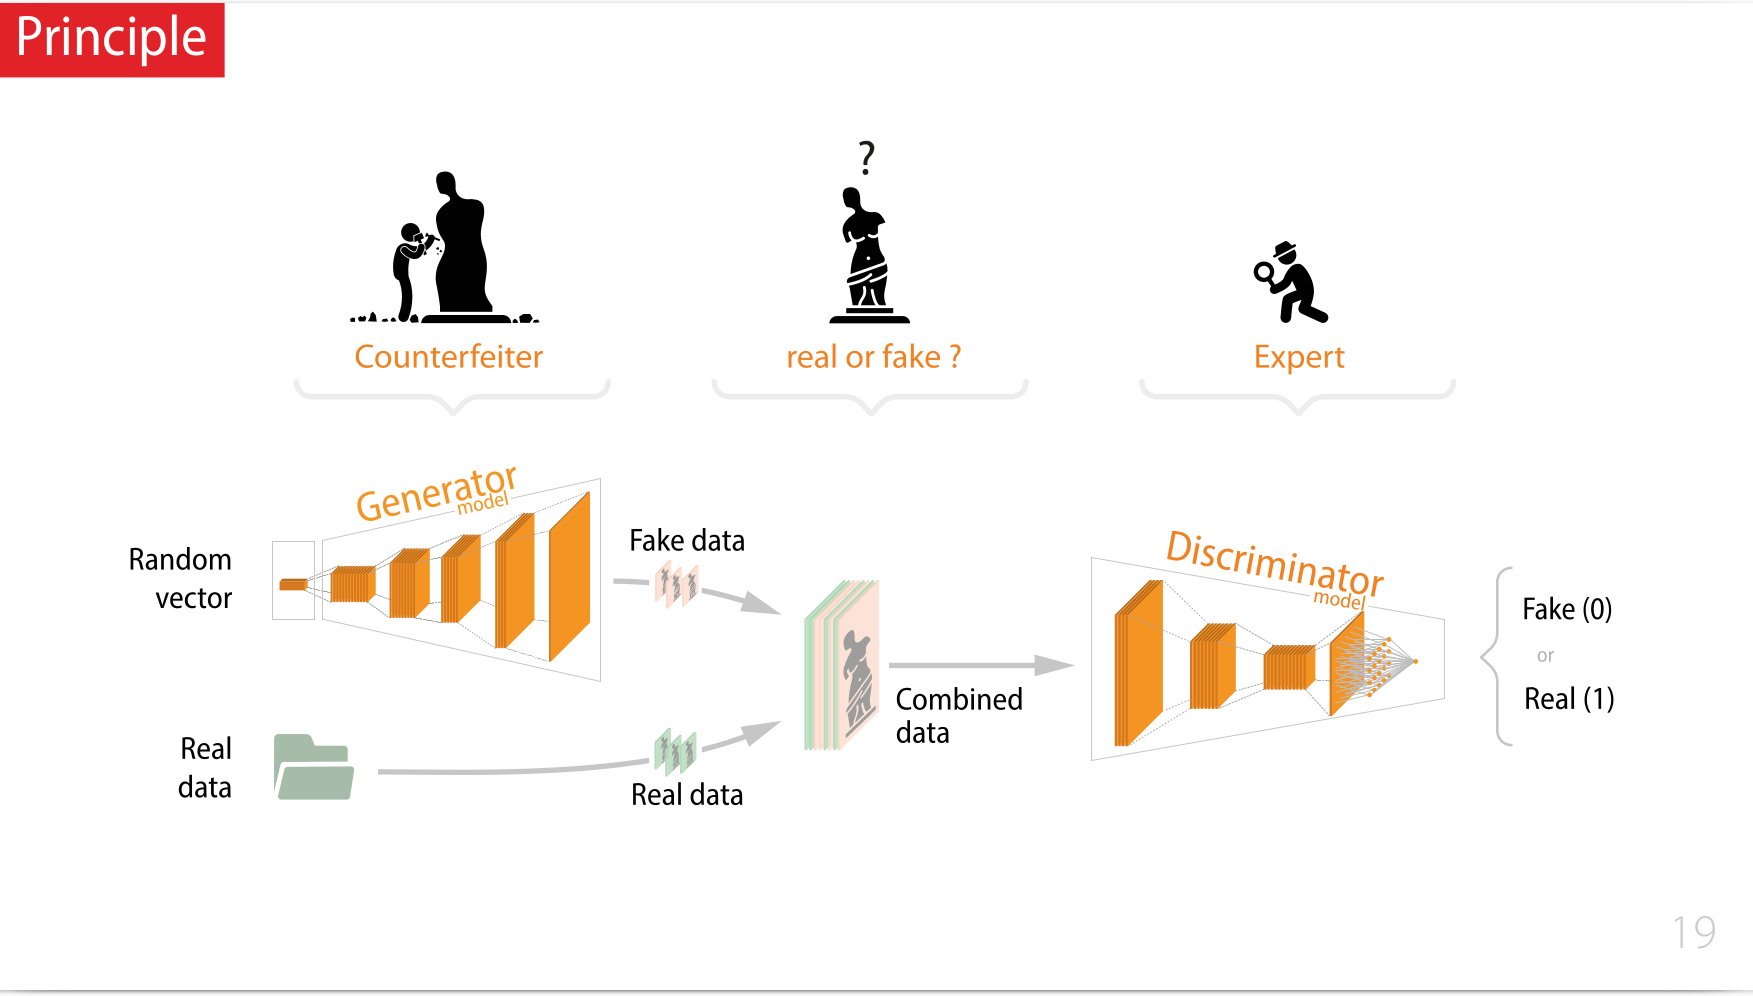 Principle
?
Counterfeiter
real or fake ?
Expert
Generator
model
Random
vector
Fake data
Discriminator
model
Fake (0)
or
Real (1)
Combined
data
Real
data
Real data
19